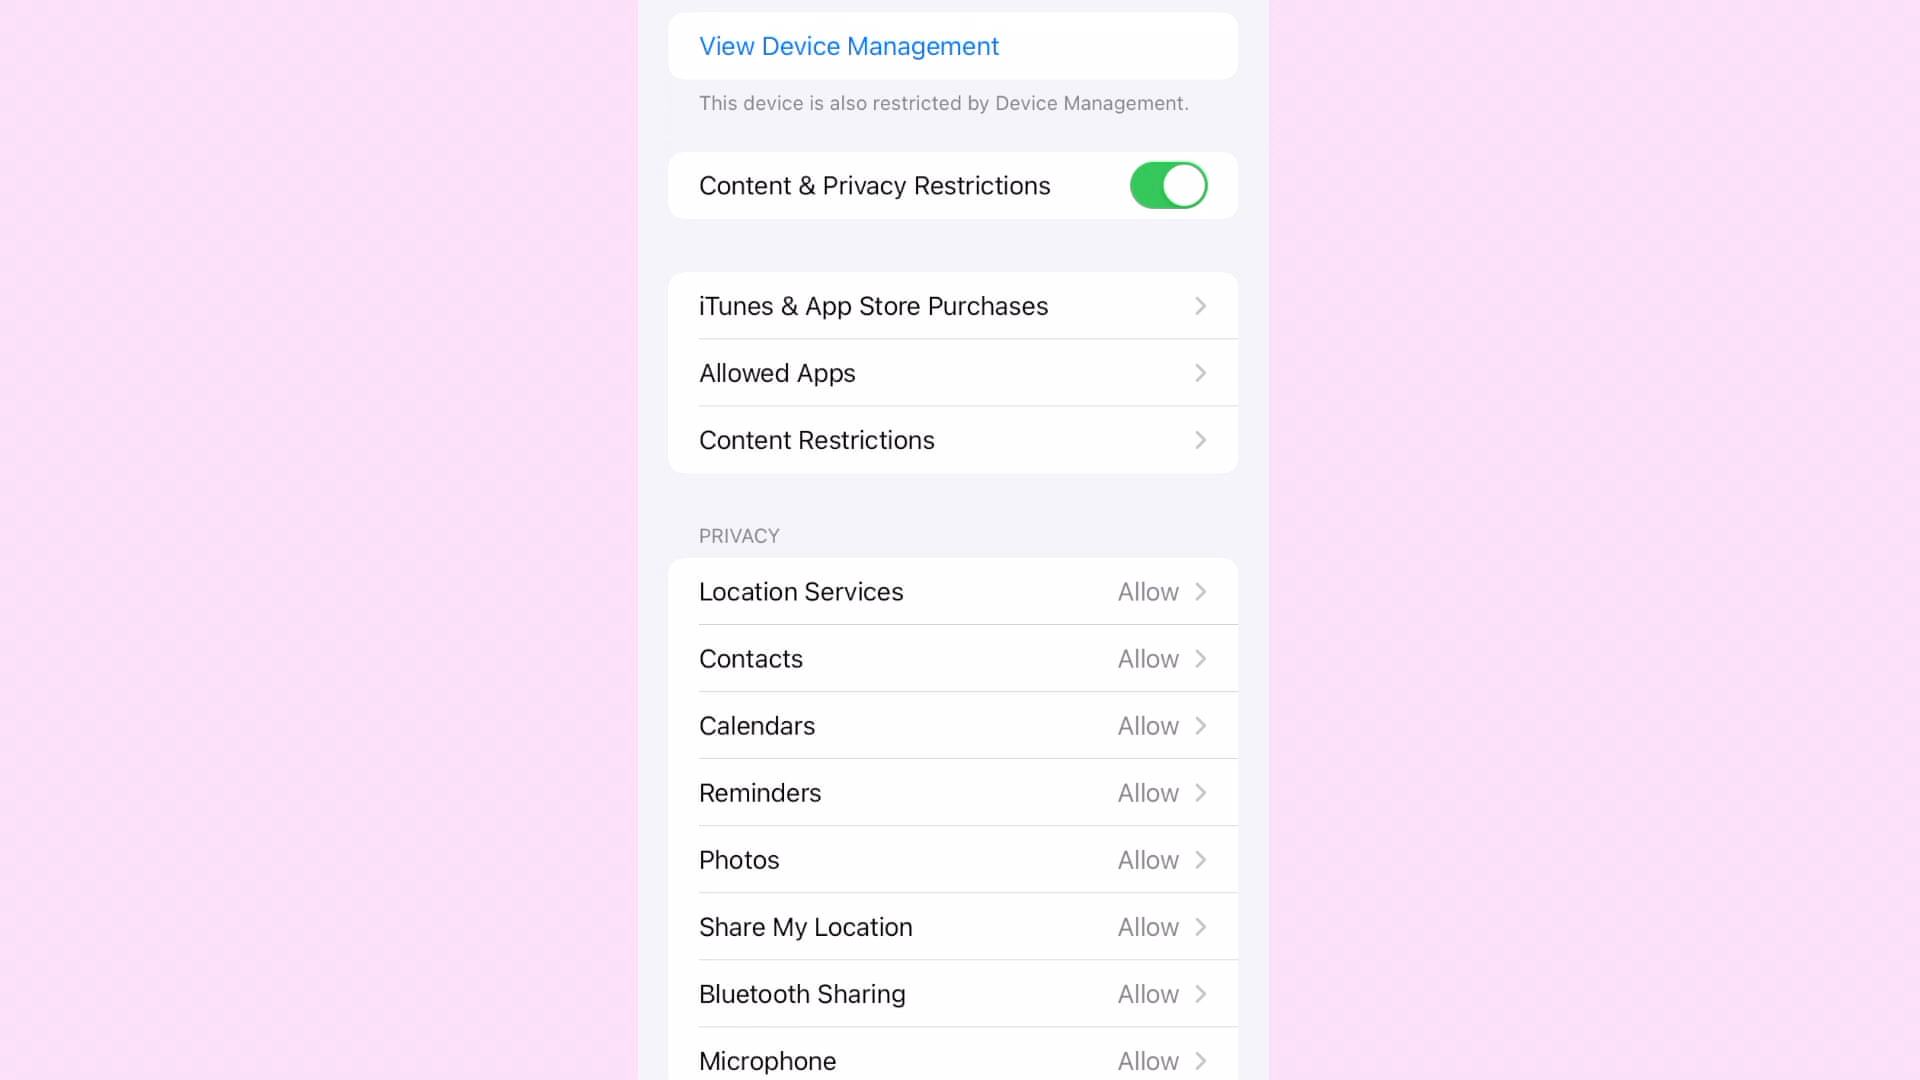 View Device Management
This device is also restricted by Device Management.
Content & Privacy Restrictions
iTunes & App Store Purchases
Allowed Apps
Content Restrictions
PRIVACY
Location Services Allow
Contacts Allow
Calendars Allow
Reminders Allow
Photos Allow
Share My Location Allow
Bluetooth Sharing Allow
Microphone Allow